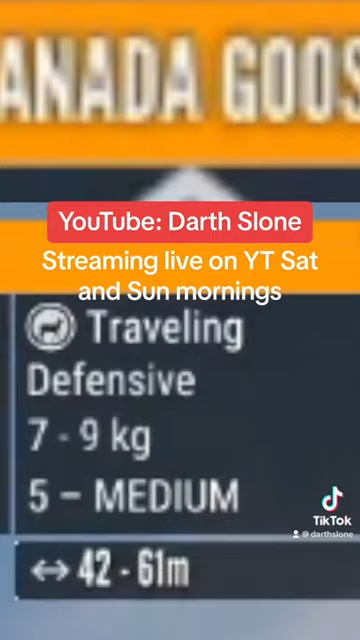 ANADA GOOS
YouTube: Darth Slone
Streaming live on YT Sat
and Sun mornings
Traveling
Defensive
7 - 9 kg
5 – MEDIUM
42 - 61m
TikTok
@darthslone